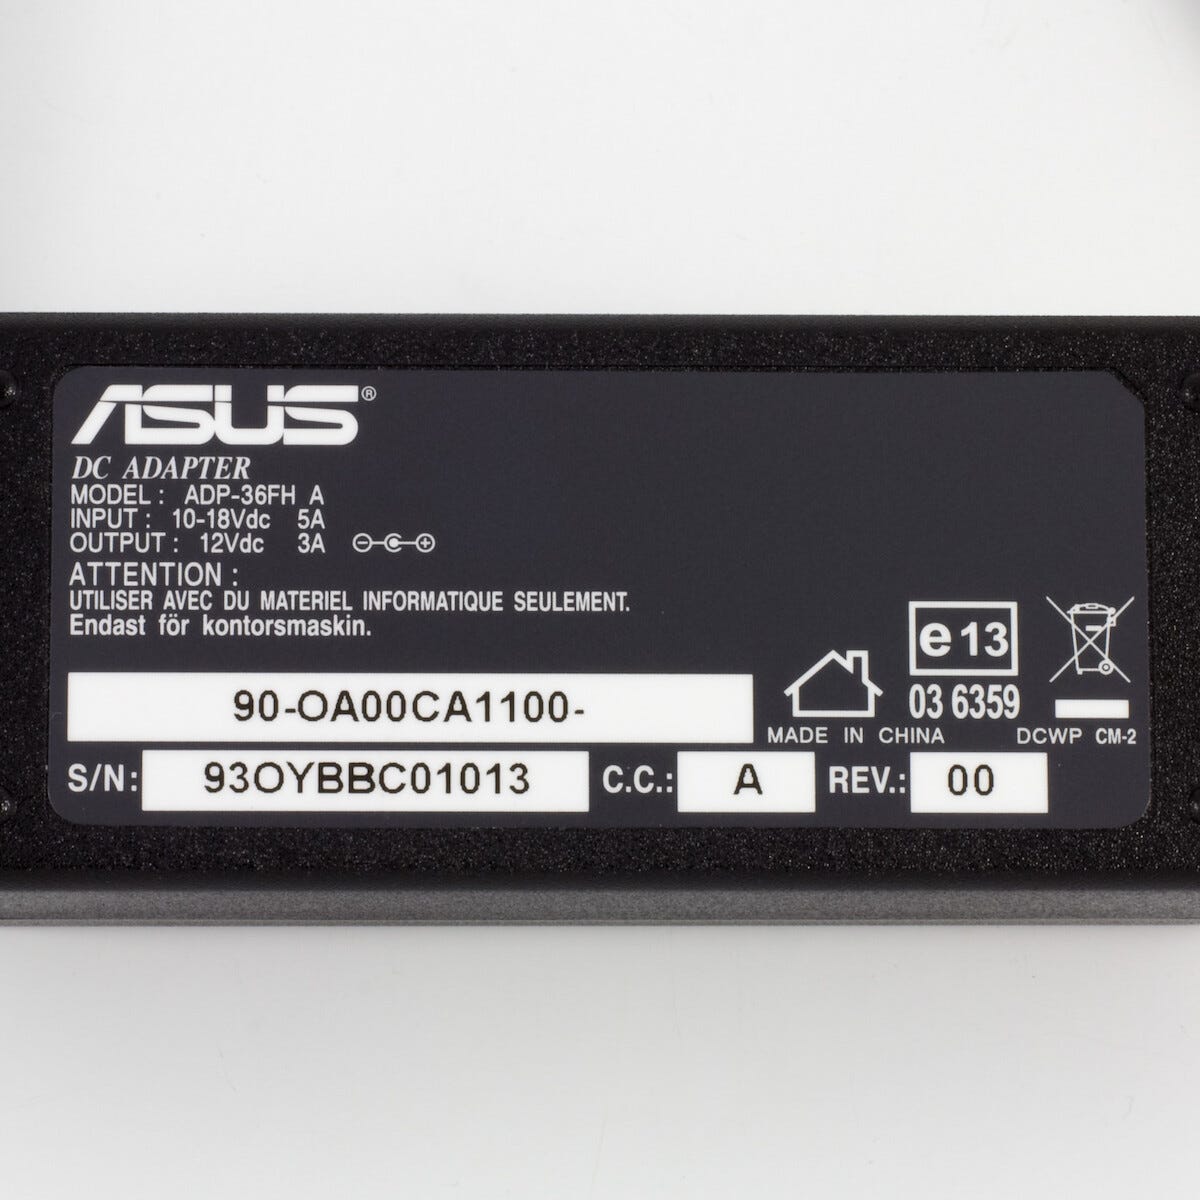 ASUS®
DC ADAPTER
MODEL : ADP-36FH A
INPUT : 10-18Vdc 5A
OUTPUT : 12Vdc 3A
ATTENTION :
UTILISER AVEC DU MATERIEL INFORMATIQUE SEULEMENT.
Endast för kontorsmaskin.
e13
03 6359
90-OA00CA1100-
MADE IN CHINA
DCWP CM-2
S/N: 93OYBBC01013 C.C.: A REV.: 00